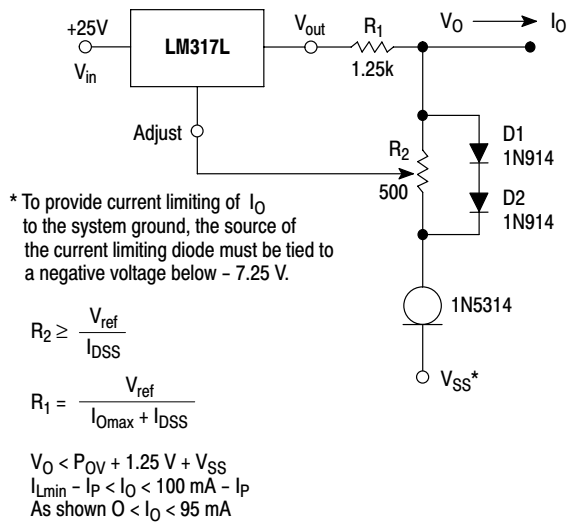 +25V
V_in
LM317L
V_out
R_1
1.25k
V_O
I_O
Adjust
R_2
500
D1
1N914
D2
1N914
* To provide current limiting of I_O
to the system ground, the source of
the current limiting diode must be tied to
a negative voltage below – 7.25 V.
1N5314
V_SS*
R_2 ≥ V_ref / I_DSS
R_1 = V_ref / I_Omax + I_DSS
V_O < P_OV + 1.25 V + V_SS
I_Lmin – I_P < I_O < 100 mA – I_P
As shown O < I_O < 95 mA